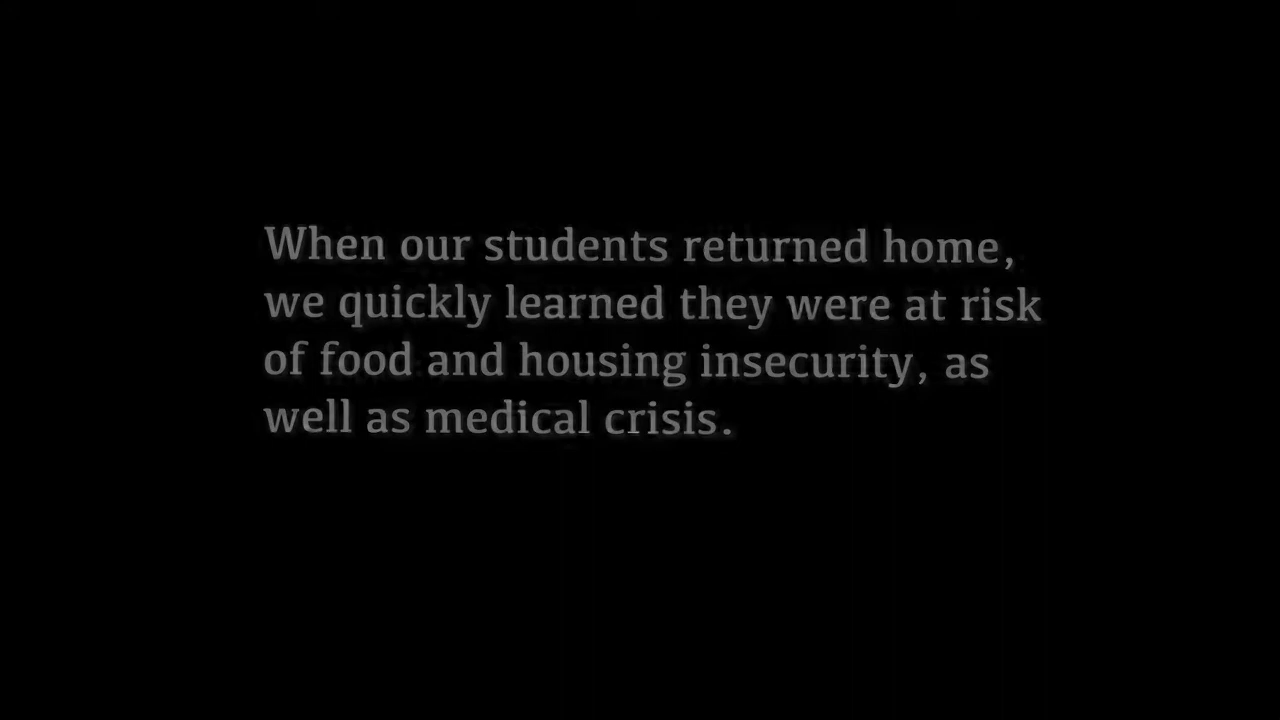 When our students returned home,
we quickly learned they were at risk
of food and housing insecurity, as
well as medical crisis.